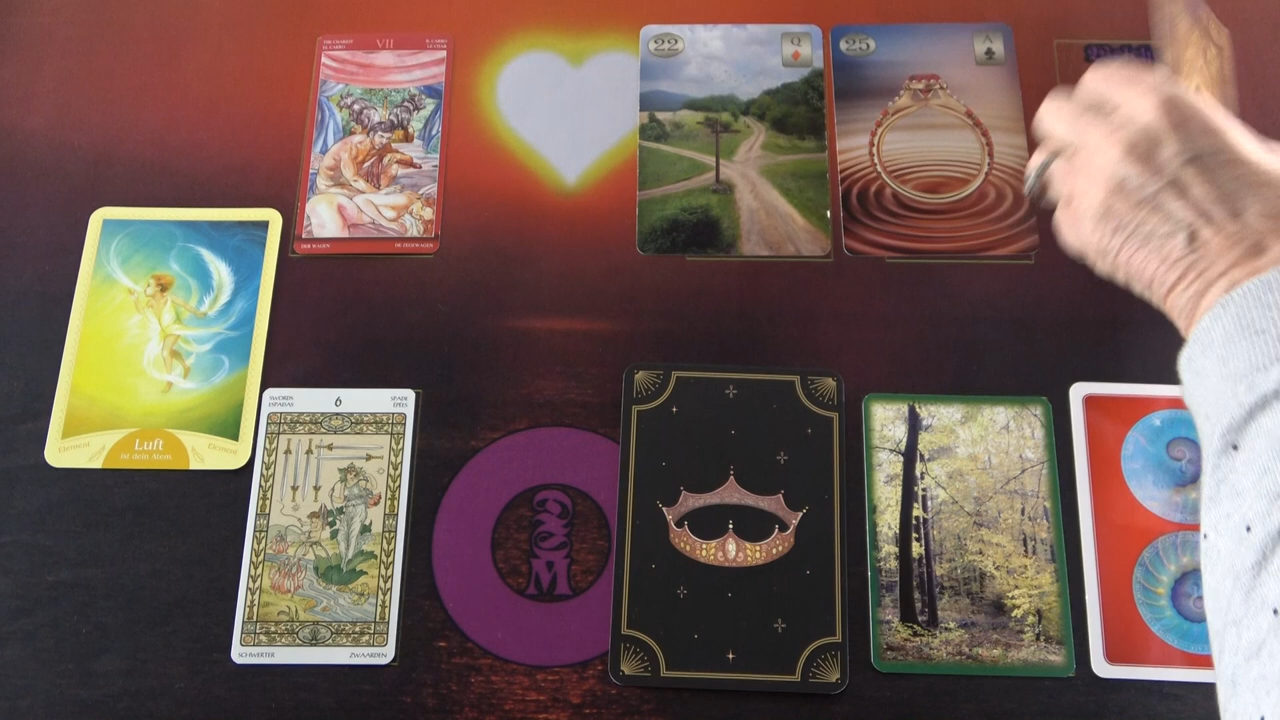 THE CHARIOT
EL CARRO
VII
IL CARRO
LE CHAR
DER WAGEN
DE ZEGEWAGEN
22
Q
25
A
Element
Luft
ist dein Atem
Element
SWORDS
ESPADAS
6
SPADE
ÉPÉES
SCHWERTER
ZWAARDEN